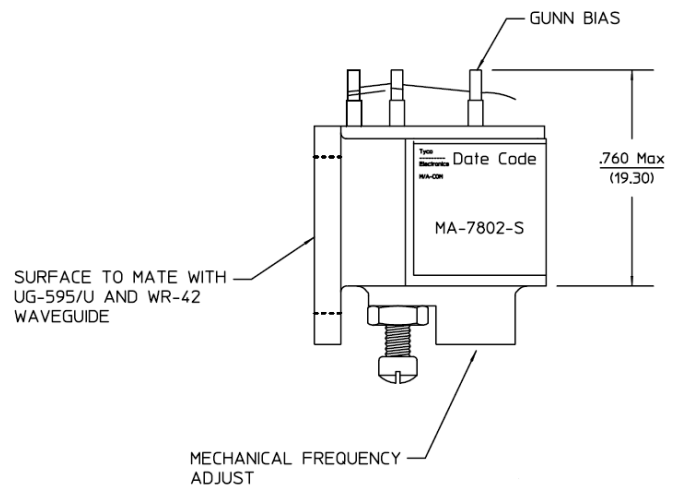 GUNN BIAS
Tyco
Electronics
M/A-COM
Date Code
.760 Max
(19.30)
MA-7802-S
SURFACE TO MATE WITH
UG-595/U AND WR-42
WAVEGUIDE
MECHANICAL FREQUENCY
ADJUST